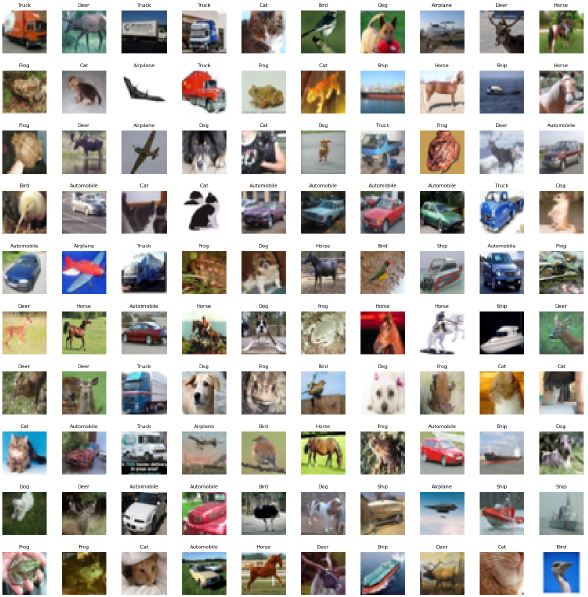 Truck Deer Truck Truck Cat Bird Dog Airplane Deer Horse
Frog Cat Airplane Truck Frog Cat Ship Horse Ship Horse
Frog Deer Airplane Dog Cat Dog Truck Frog Deer Automobile
Bird Automobile Cat Cat Automobile Automobile Automobile Automobile Truck Dog
Automobile Airplane Truck Frog Dog Horse Bird Ship Automobile Frog
Deer Horse Automobile Horse Dog Frog Horse Horse Ship Deer
Deer Deer Truck Dog Frog Bird Dog Frog Cat Cat
Cat Automobile Truck Airplane Bird Horse Frog Automobile Ship Dog
Dog Deer Automobile Automobile Bird Dog Ship Airplane Ship Ship
Frog Frog Cat Automobile Horse Deer Ship Deer Cat Bird